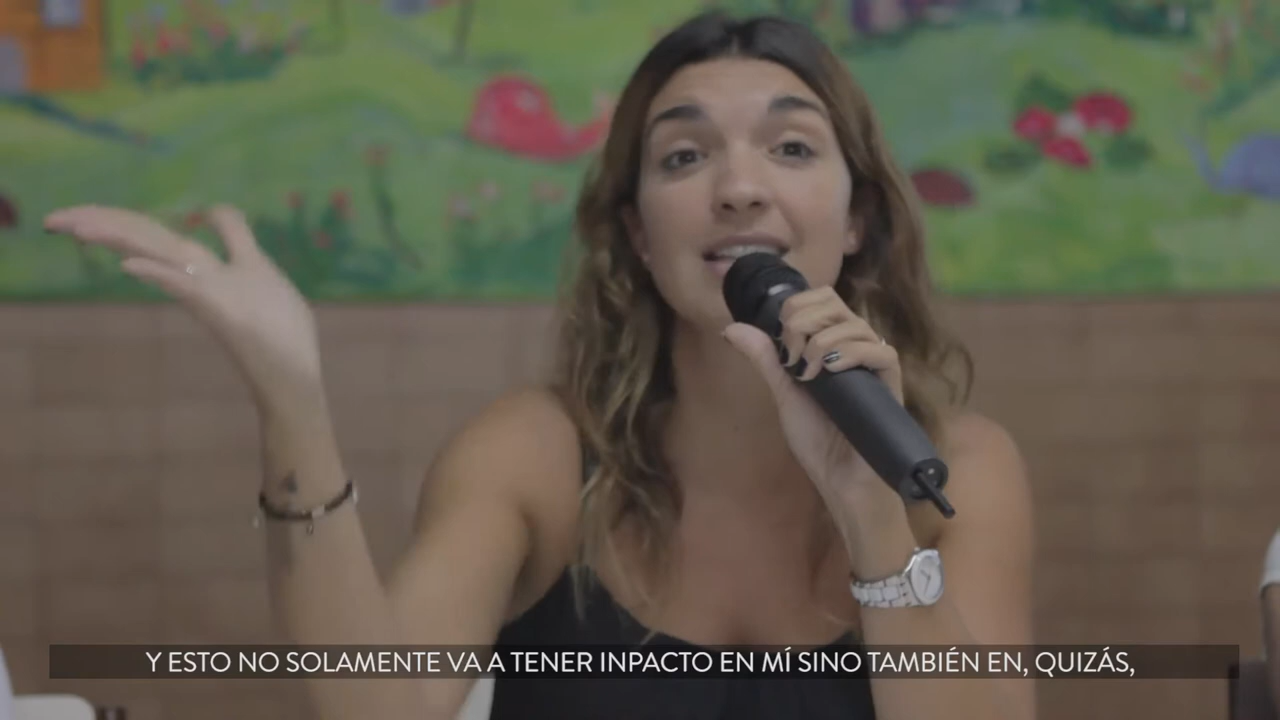 Y ESTO NO SOLAMENTE VA A TENER INPACTO EN MÍ SINO TAMBIÉN EN, QUIZÁS,